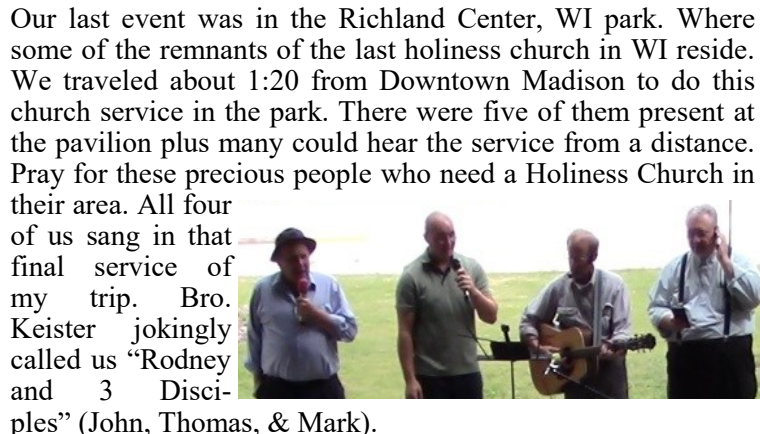 Our last event was in the Richland Center, WI park. Where
some of the remnants of the last holiness church in WI reside.
We traveled about 1:20 from Downtown Madison to do this
church service in the park. There were five of them present at
the pavilion plus many could hear the service from a distance.
Pray for these precious people who need a Holiness Church in
their area. All four
of us sang in that
final service of
my trip. Bro.
Keister jokingly
called us “Rodney
and 3 Disci-
ples” (John, Thomas, & Mark).